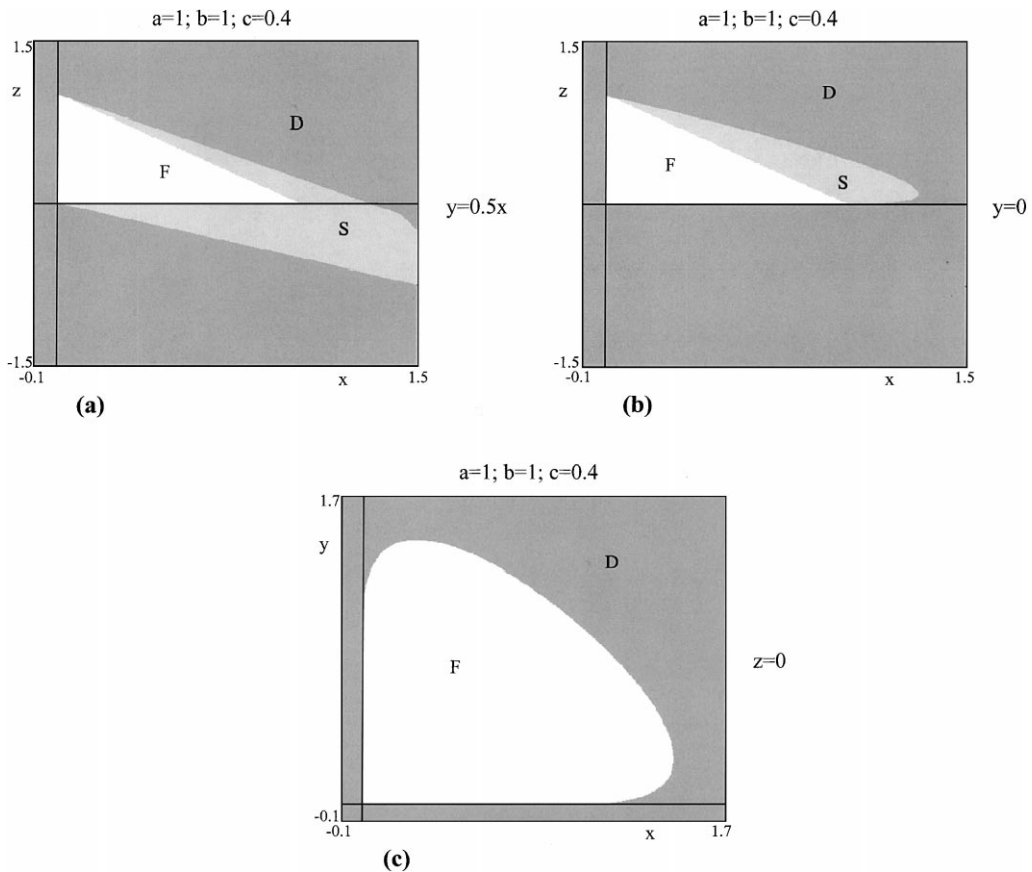 a=1; b=1; c=0.4
1.5
z
D
F
S
y=0.5x
-1.5
-0.1
x
1.5
(a)
a=1; b=1; c=0.4
1.5
z
D
F
S
y=0
-1.5
-0.1
x
1.5
(b)
a=1; b=1; c=0.4
1.7
y
D
F
z=0
-0.1
-0.1
x
1.7
(c)